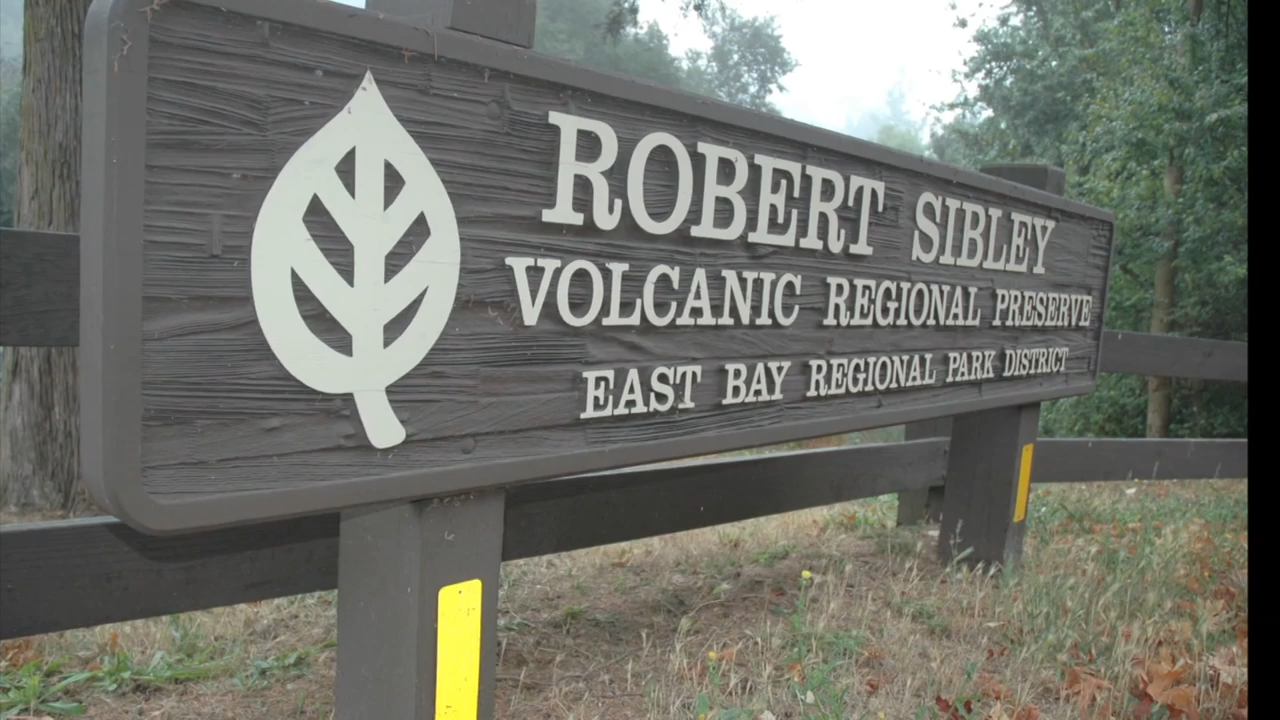 ROBERT SIBLEY
VOLCANIC REGIONAL PRESERVE
EAST BAY REGIONAL PARK DISTRICT